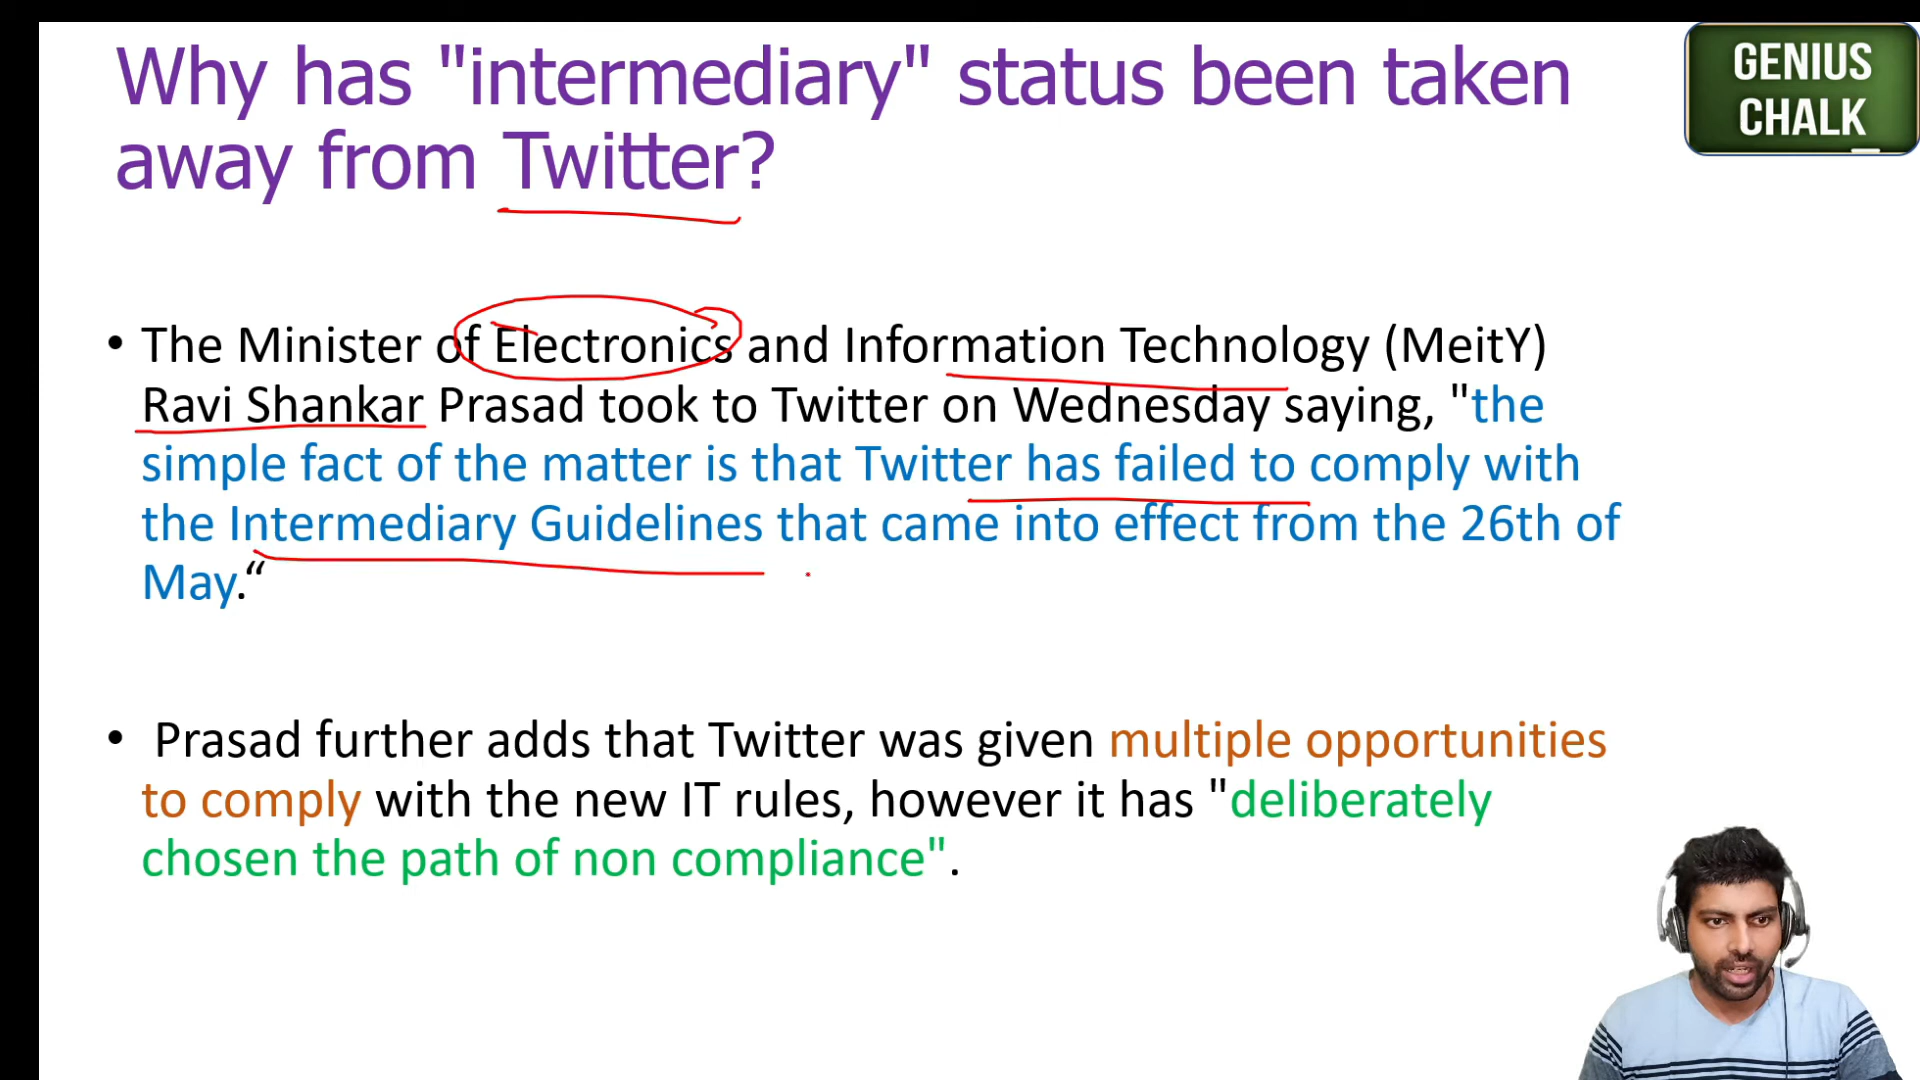 Why has "intermediary" status been taken
away from Twitter?
GENIUS
CHALK
• The Minister of Electronics and Information Technology (MeitY)
Ravi Shankar Prasad took to Twitter on Wednesday saying, "the
simple fact of the matter is that Twitter has failed to comply with
the Intermediary Guidelines that came into effect from the 26th of
May.“
• Prasad further adds that Twitter was given multiple opportunities
to comply with the new IT rules, however it has "deliberately
chosen the path of non compliance".